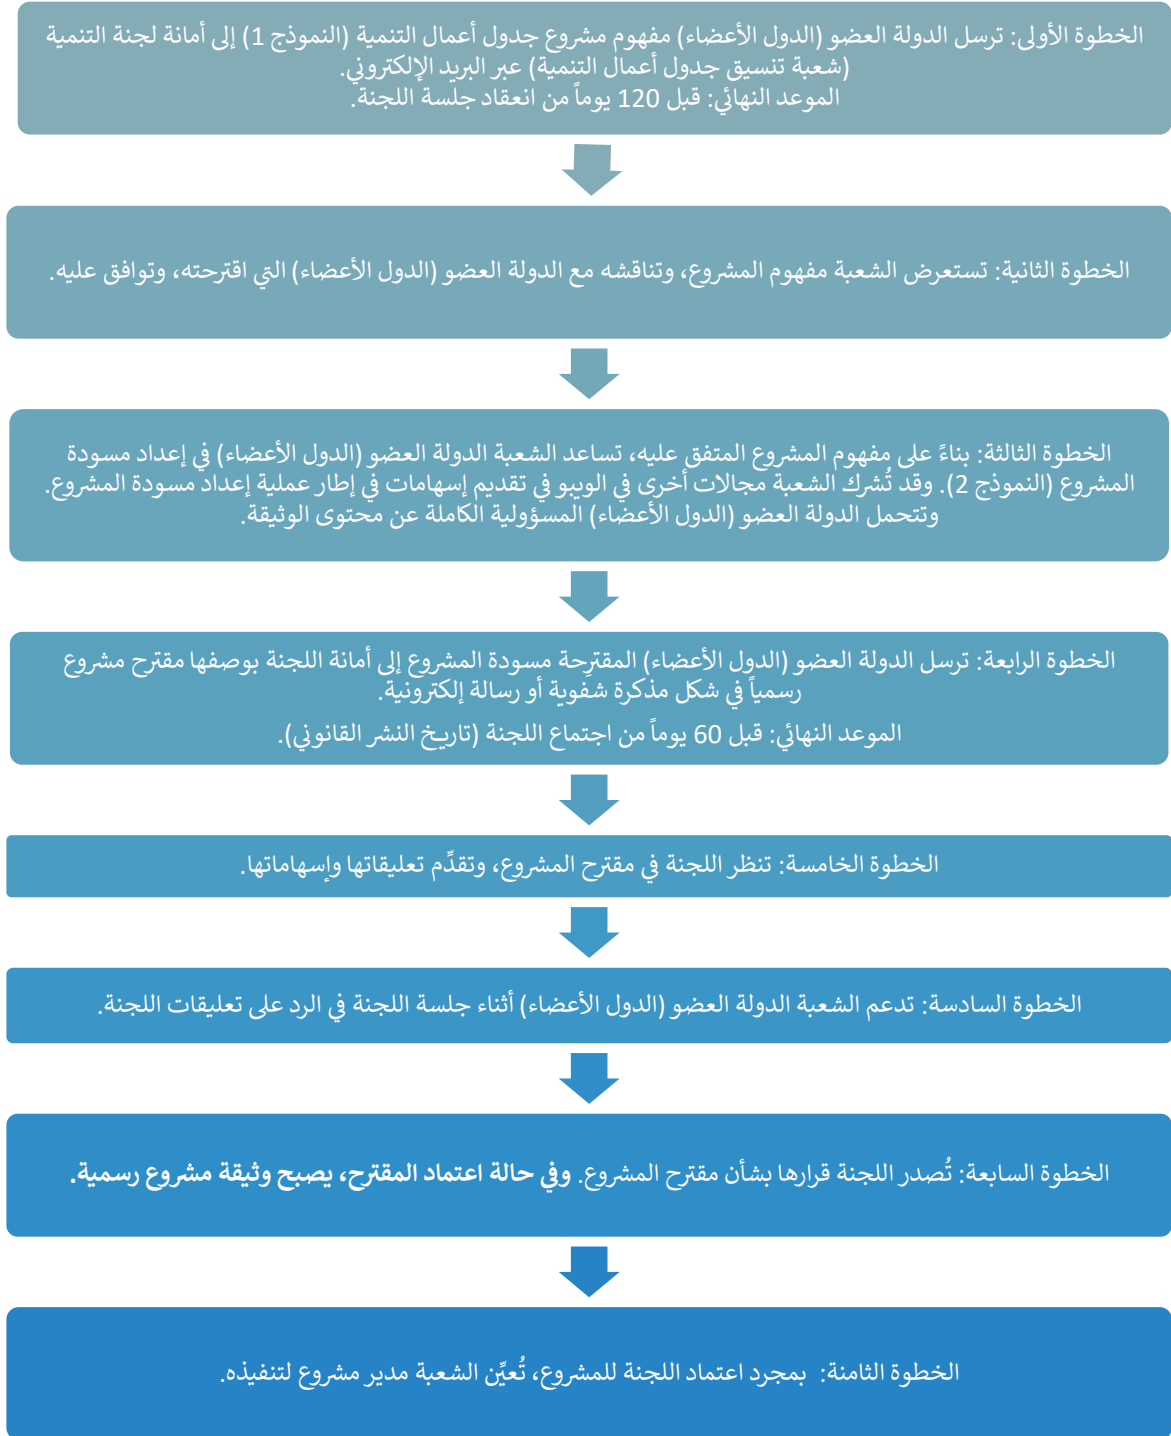 الخطوة الأولى: ترسل الدولة العضو (الدول الأعضاء) مفهوم مشروع جدول أعمال التنمية (النموذج 1) إلى أمانة لجنة التنمية
(شعبة تنسيق جدول أعمال التنمية) عبر البريد الإلكتروني.
الموعد النهائي: قبل 120 يوماً من انعقاد جلسة اللجنة.
الخطوة الثانية: تستعرض الشعبة مفهوم المشروع، وتناقشه مع الدولة العضو (الدول الأعضاء) التي اقترحته، وتوافق عليه.
الخطوة الثالثة: بناءً على مفهوم المشروع المتفق عليه، تساعد الشعبة الدولة العضو (الدول الأعضاء) في إعداد مسودة
المشروع (النموذج 2). وقد تُشرك الشعبة مجالات أخرى في الويبو في تقديم إسهامات في إطار عملية إعداد مسودة المشروع.
وتتحمل الدولة العضو (الدول الأعضاء) المسؤولية الكاملة عن محتوى الوثيقة.
الخطوة الرابعة: ترسل الدولة العضو (الدول الأعضاء) المقترِحة مسودة المشروع إلى أمانة اللجنة بوصفها مقترح مشروع
رسمياً في شكل مذكرة شفوية أو رسالة إلكترونية.
الموعد النهائي: قبل 60 يوماً من اجتماع اللجنة (تاريخ النشر القانوني).
الخطوة الخامسة: تنظر اللجنة في مقترح المشروع، وتقدِّم تعليقاتها وإسهاماتها.
الخطوة السادسة: تدعم الشعبة الدولة العضو (الدول الأعضاء) أثناء جلسة اللجنة في الرد على تعليقات اللجنة.
الخطوة السابعة: تُصدر اللجنة قرارها بشأن مقترح المشروع. وفي حالة اعتماد المقترح، يصبح وثيقة مشروع رسمية.
الخطوة الثامنة: بمجرد اعتماد اللجنة للمشروع، تُعيِّن الشعبة مدير مشروع لتنفيذه.